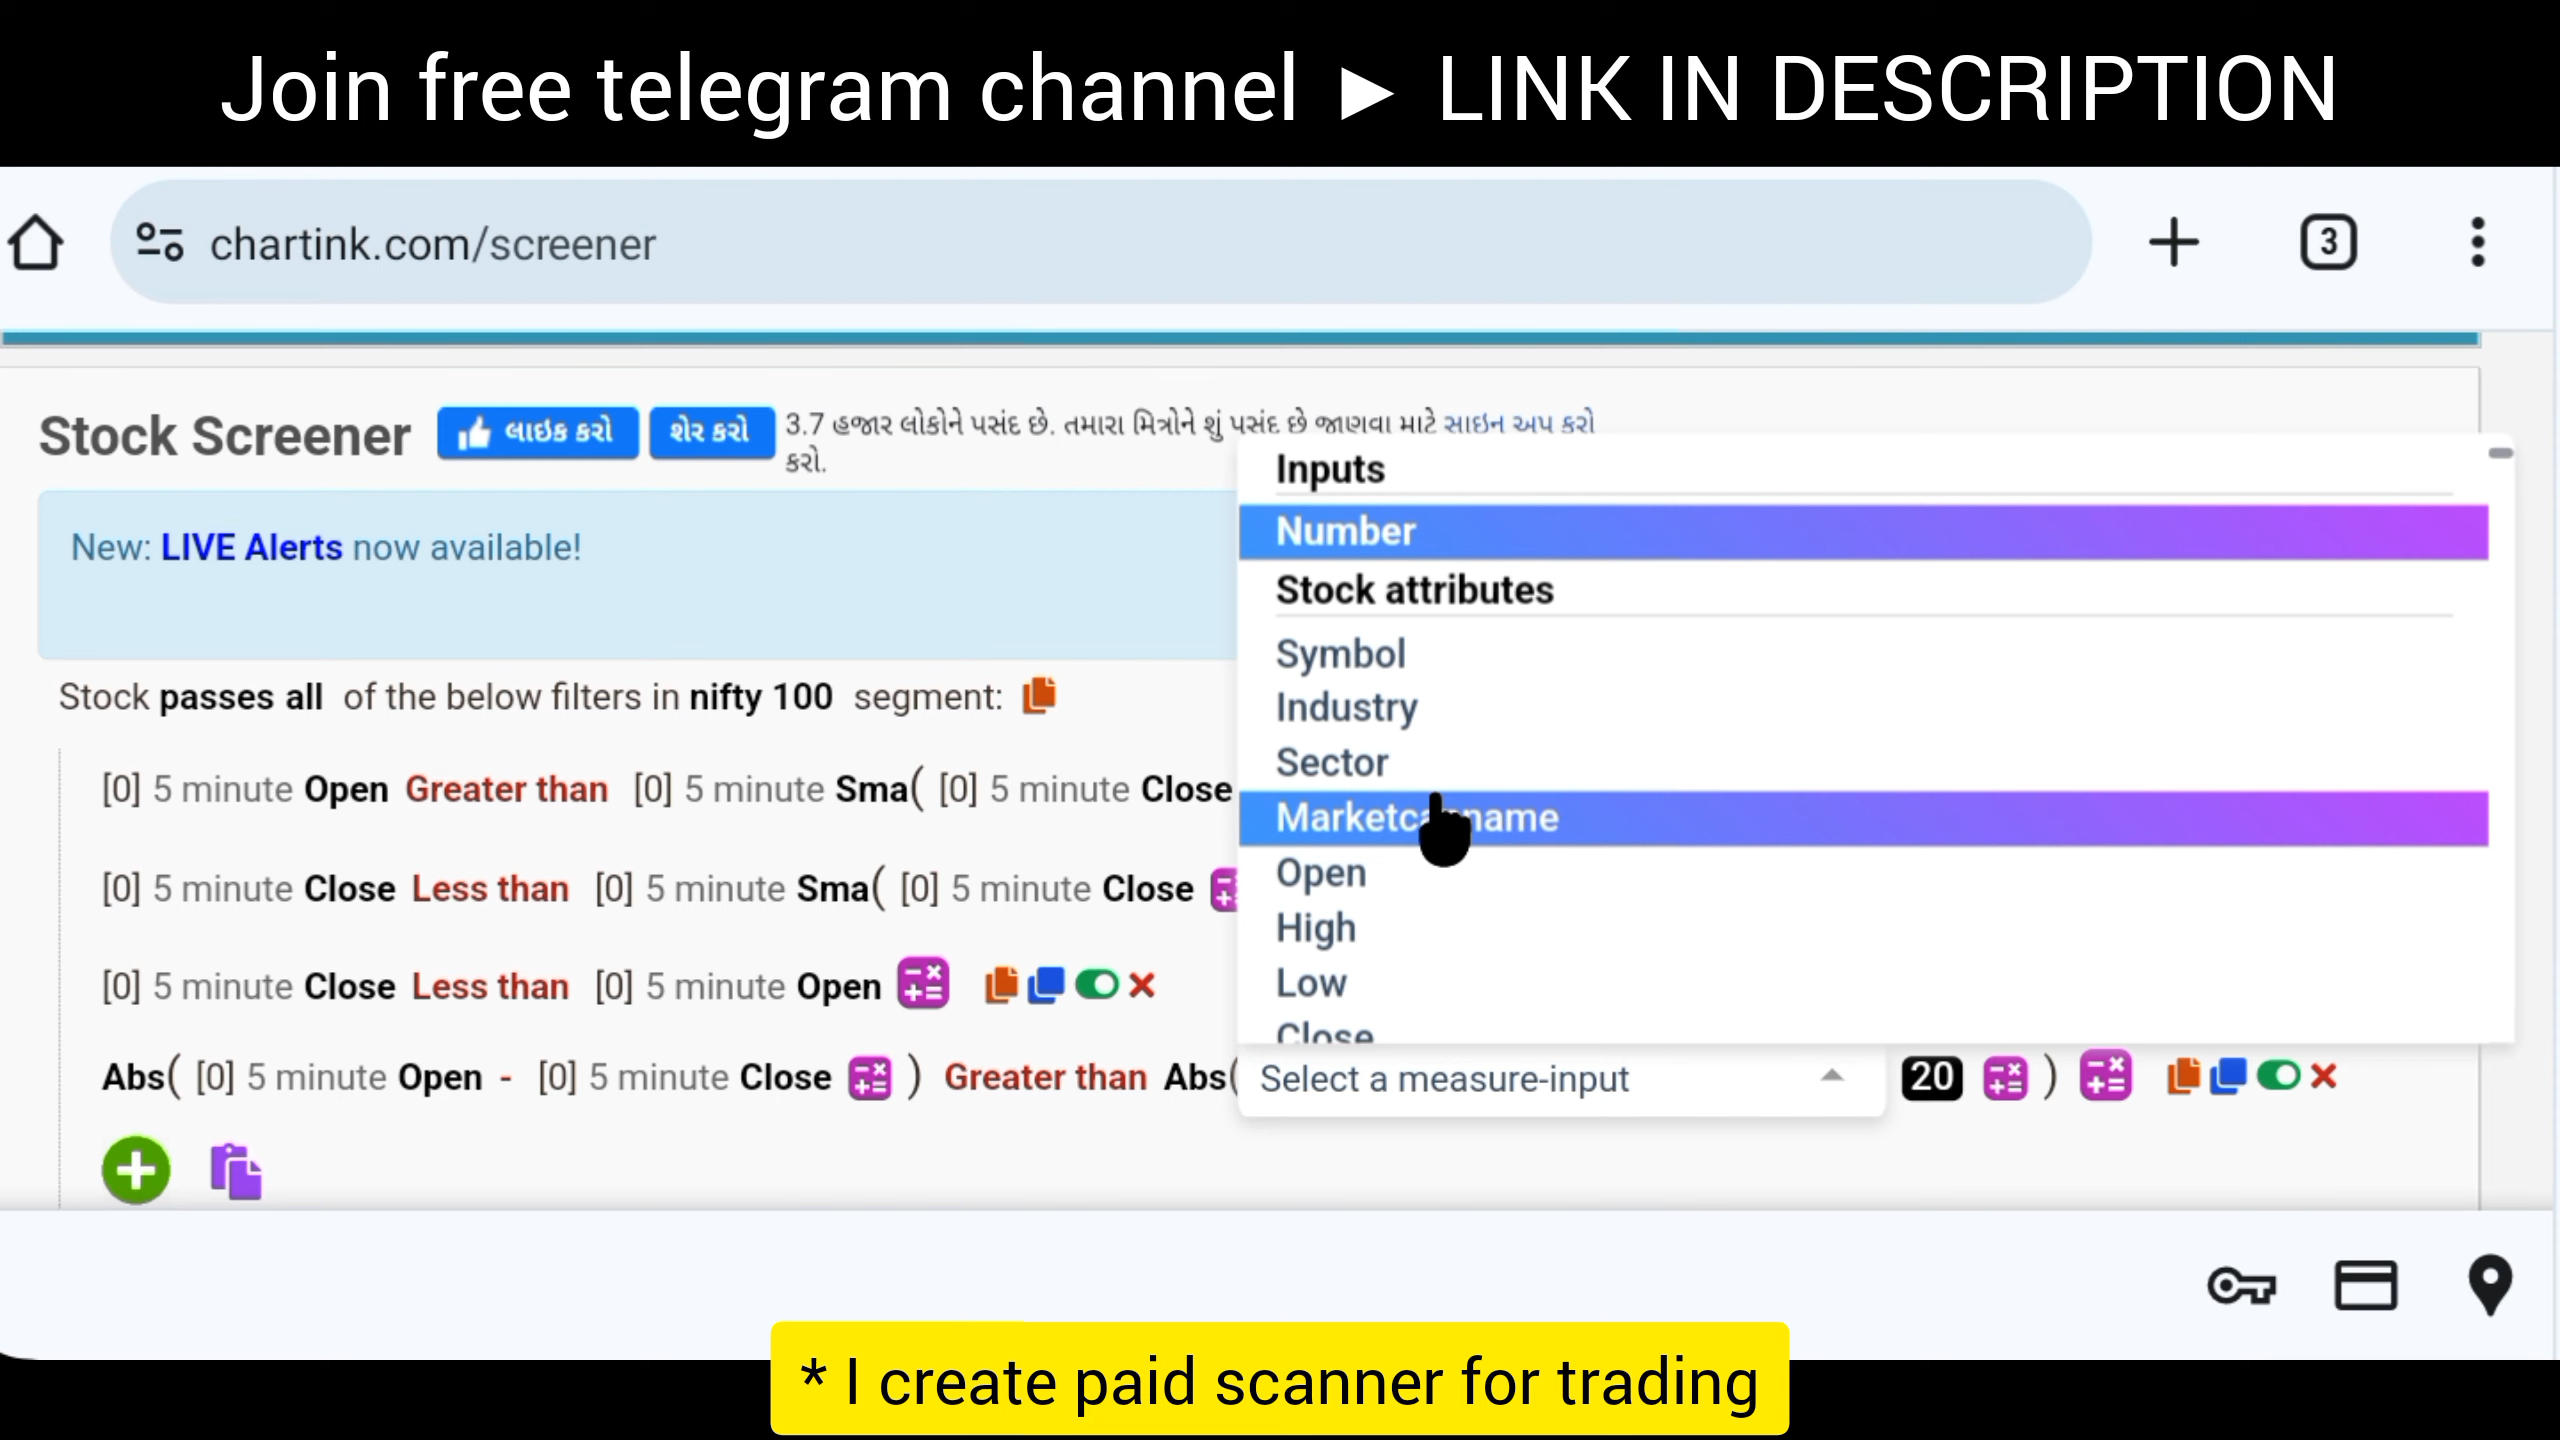 Join free telegram channel ► LINK IN DESCRIPTION
chartink.com/screener
3
Stock Screener
લાઇક કરો
શેર કરો
3.7 હજાર લોકોને પસંદ છે. તમારા મિત્રોને શું પસંદ છે જાણવા માટે સાઇન અપ કરો
કરો.
New: LIVE Alerts now available!
Stock passes all of the below filters in nifty 100 segment:
[0] 5 minute Open Greater than [0] 5 minute Sma( [0] 5 minute Close
[0] 5 minute Close Less than [0] 5 minute Sma( [0] 5 minute Close
[0] 5 minute Close Less than [0] 5 minute Open
Abs( [0] 5 minute Open - [0] 5 minute Close ) Greater than Abs( Select a measure-input 20 )
Inputs
Number
Stock attributes
Symbol
Industry
Sector
Open
High
Low
Close
* I create paid scanner for trading